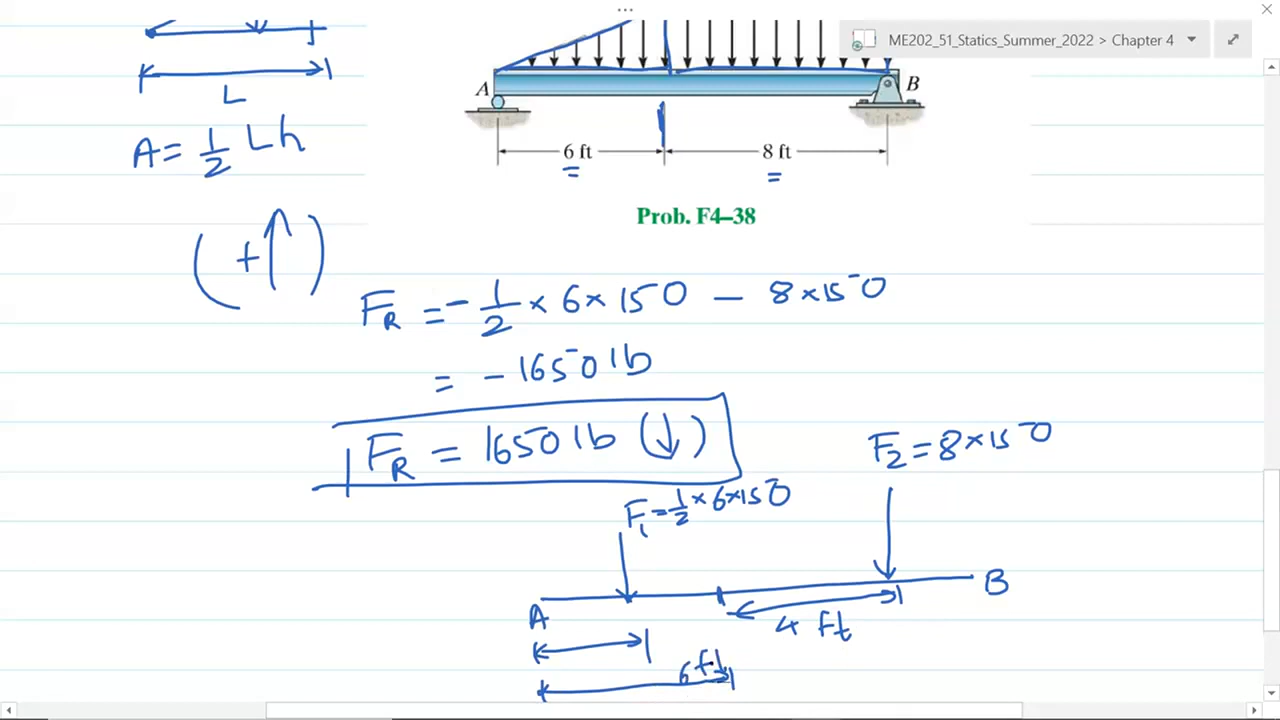 ME202_51_Statics_Summer_2022 > Chapter 4
L
A = 1/2 Lh
A
B
6 ft
8 ft
=
=
Prob. F4–38
(+↑)
F_R = - 1/2 × 6 × 150 - 8 × 150
= - 1650 lb
F_R = 1650 lb (↓)
F_2 = 8 × 150
F_1 = 1/2 × 6 × 150
A
B
4 ft
6 ft